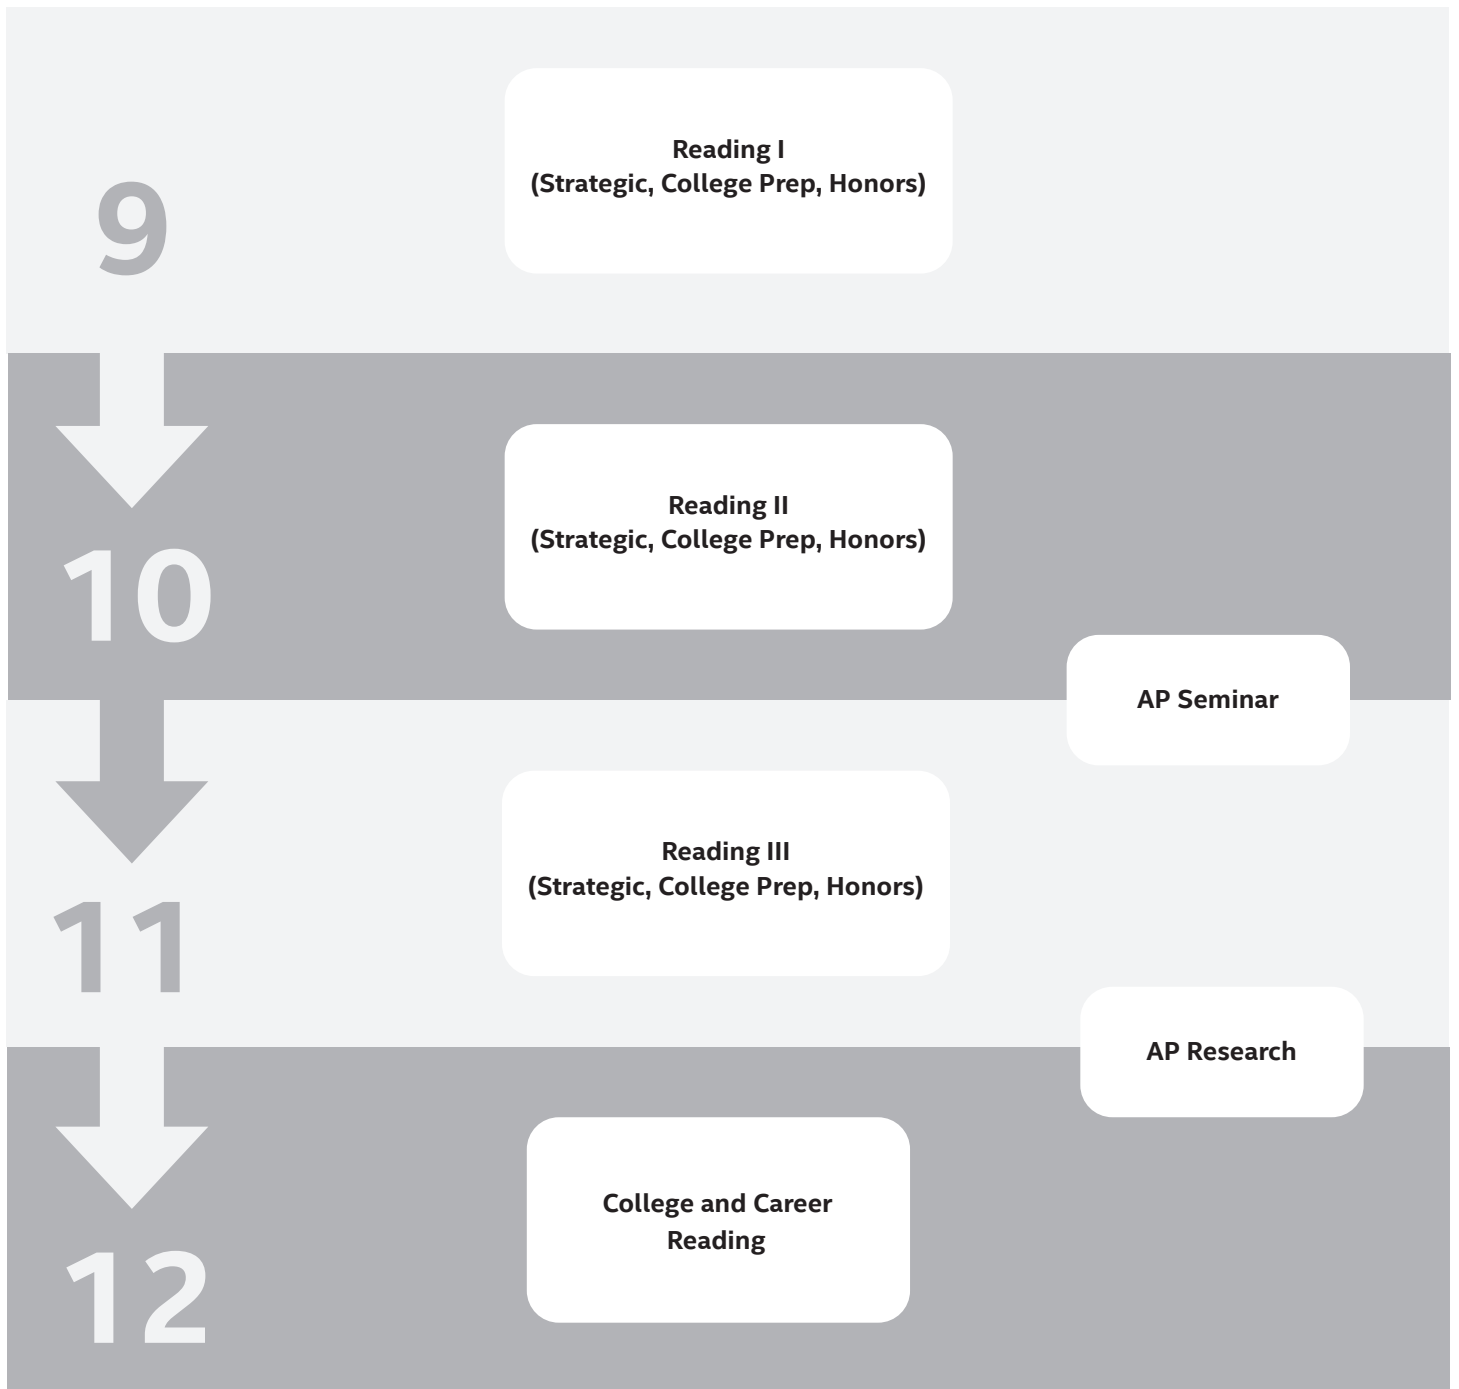 9
Reading I
(Strategic, College Prep, Honors)
10
Reading II
(Strategic, College Prep, Honors)
AP Seminar
11
Reading III
(Strategic, College Prep, Honors)
AP Research
12
College and Career
Reading